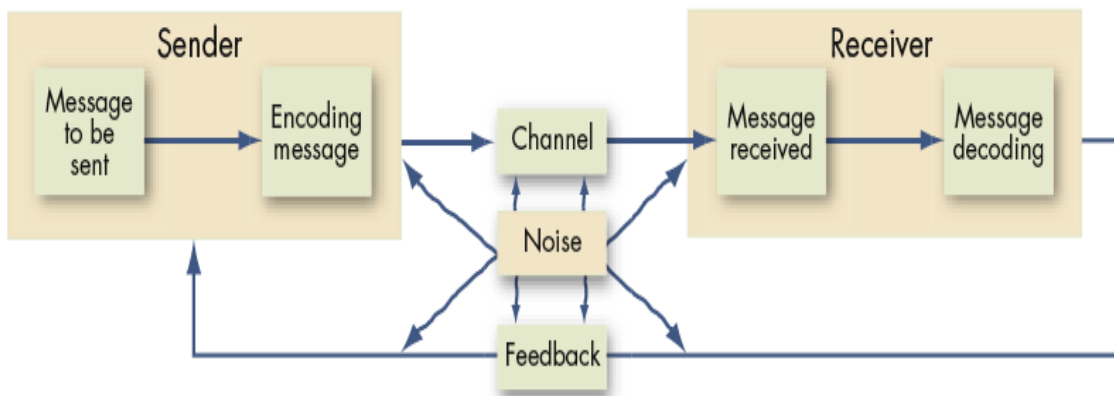 Sender
Message
to be
sent
Encoding
message
Channel
Noise
Feedback
Receiver
Message
received
Message
decoding